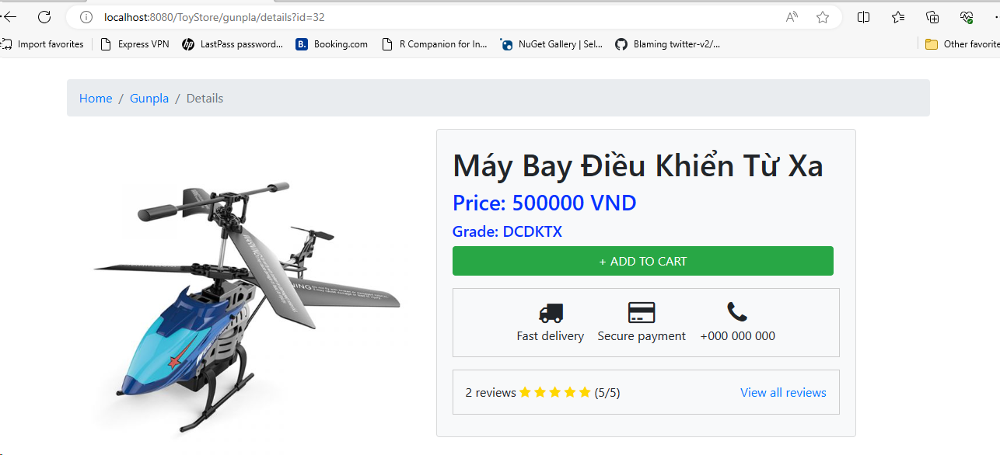 localhost:8080/ToyStore/gunpla/details?id=32
Import favorites Express VPN LastPass password... Booking.com R Companion for In... NuGet Gallery | Sel... Blaming twitter-v2/... Other favorite
Home / Gunpla / Details
Máy Bay Điều Khiển Từ Xa
Price: 500000 VND
Grade: DCDKTX
+ ADD TO CART
Fast delivery Secure payment +000 000 000
2 reviews (5/5) View all reviews